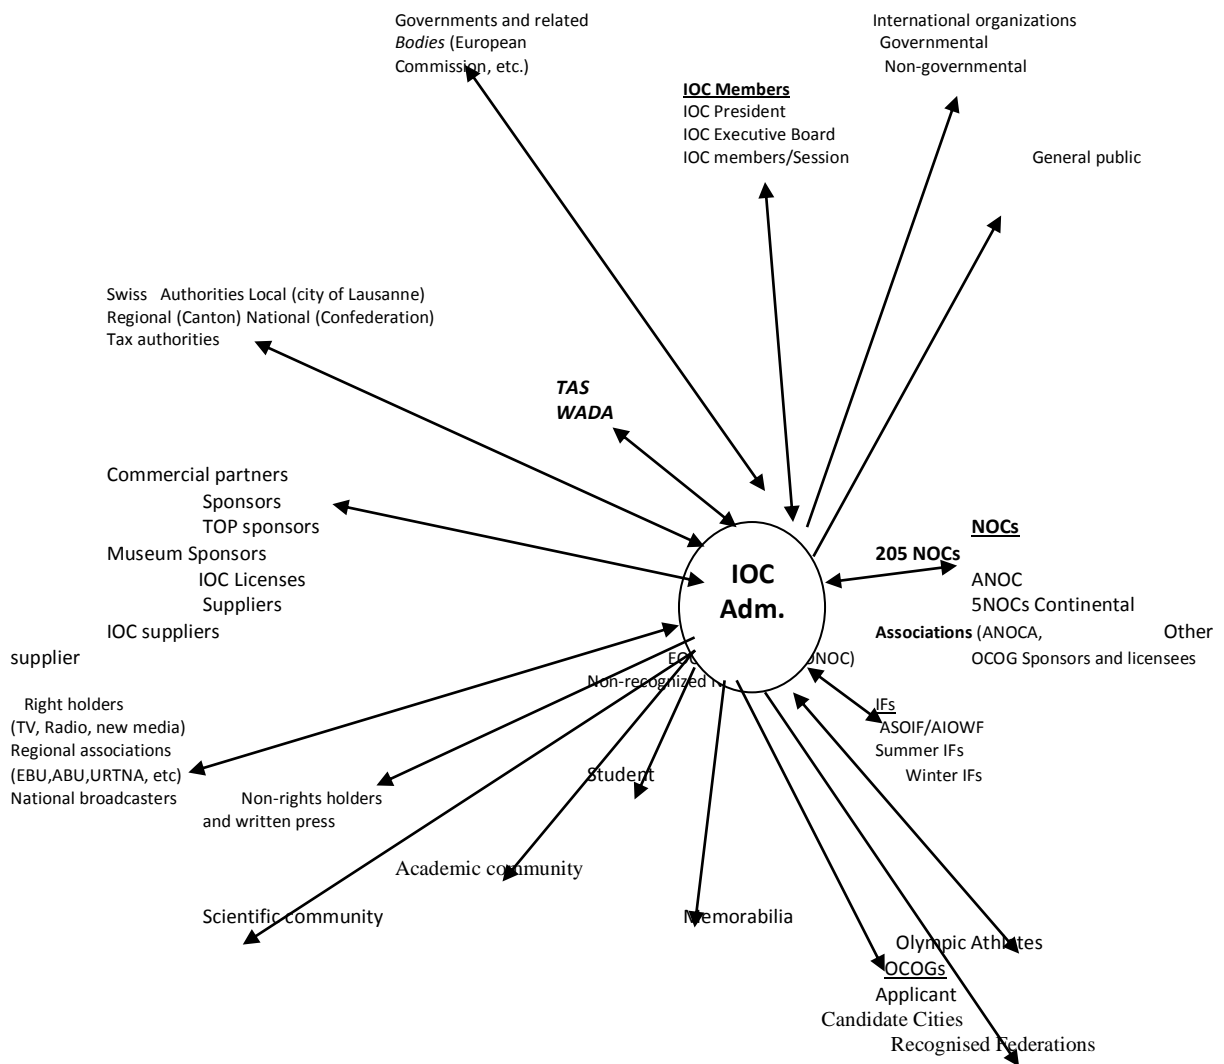 Governments and related
Bodies (European
Commission, etc.)
International organizations
Governmental
Non-governmental
IOC Members
IOC President
IOC Executive Board
IOC members/Session
General public
Swiss Authorities Local (city of Lausanne)
Regional (Canton) National (Confederation)
Tax authorities
TAS
WADA
Commercial partners
Sponsors
TOP sponsors
Museum Sponsors
IOC Licenses
Suppliers
IOC suppliers
IOC
Adm.
NOCs
205 NOCs
ANOC
5NOCs Continental
Associations (ANOCA, Other
supplier
ONOC)
OCOG Sponsors and licensees
Non-recognized
Right holders
(TV, Radio, new media)
Regional associations
(EBU,ABU,URTNA, etc)
National broadcasters
IFs
ASOIF/AIOWF
Summer IFs
Winter IFs
Student
Non-rights holders
and written press
Academic community
Scientific community
Memorabilia
Olympic Athletes
OCOGs
Applicant
Candidate Cities
Recognised Federations